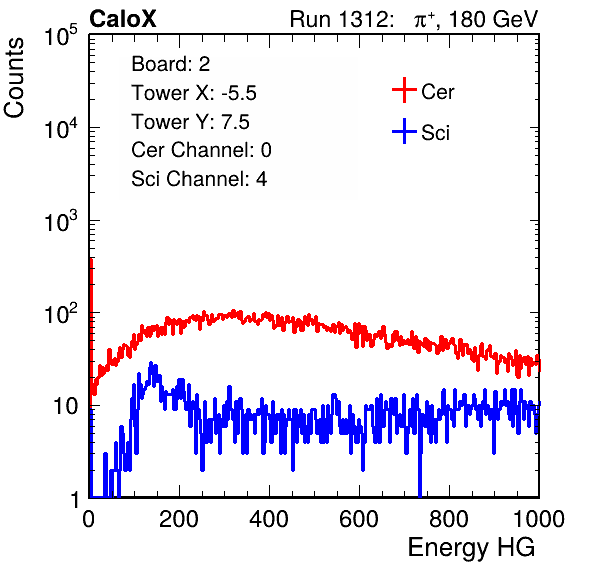 CaloX Run 1312: π⁺, 180 GeV
Counts
Board: 2
Tower X: -5.5
Tower Y: 7.5
Cer Channel: 0
Sci Channel: 4
Cer
Sci
10⁵
10⁴
10³
10²
10
1
0 200 400 600 800 1000
Energy HG